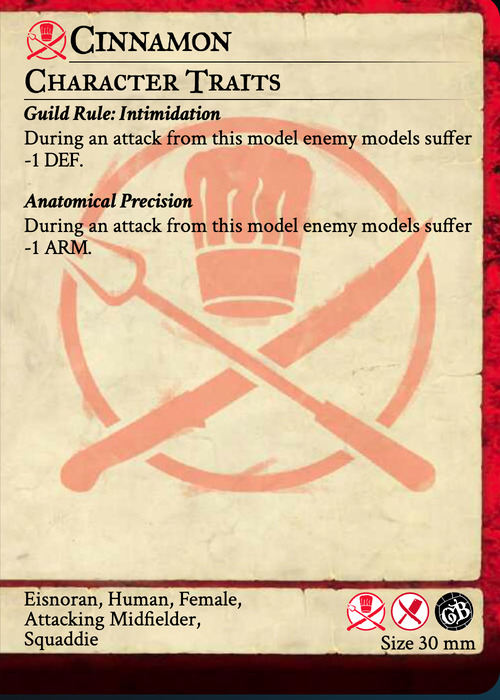 Cinnamon
Character Traits
Guild Rule: Intimidation
During an attack from this model enemy models suffer
-1 DEF.
Anatomical Precision
During an attack from this model enemy models suffer
-1 ARM.
Eisnoran, Human, Female,
Attacking Midfielder,
Squaddie
GB
Size 30 mm